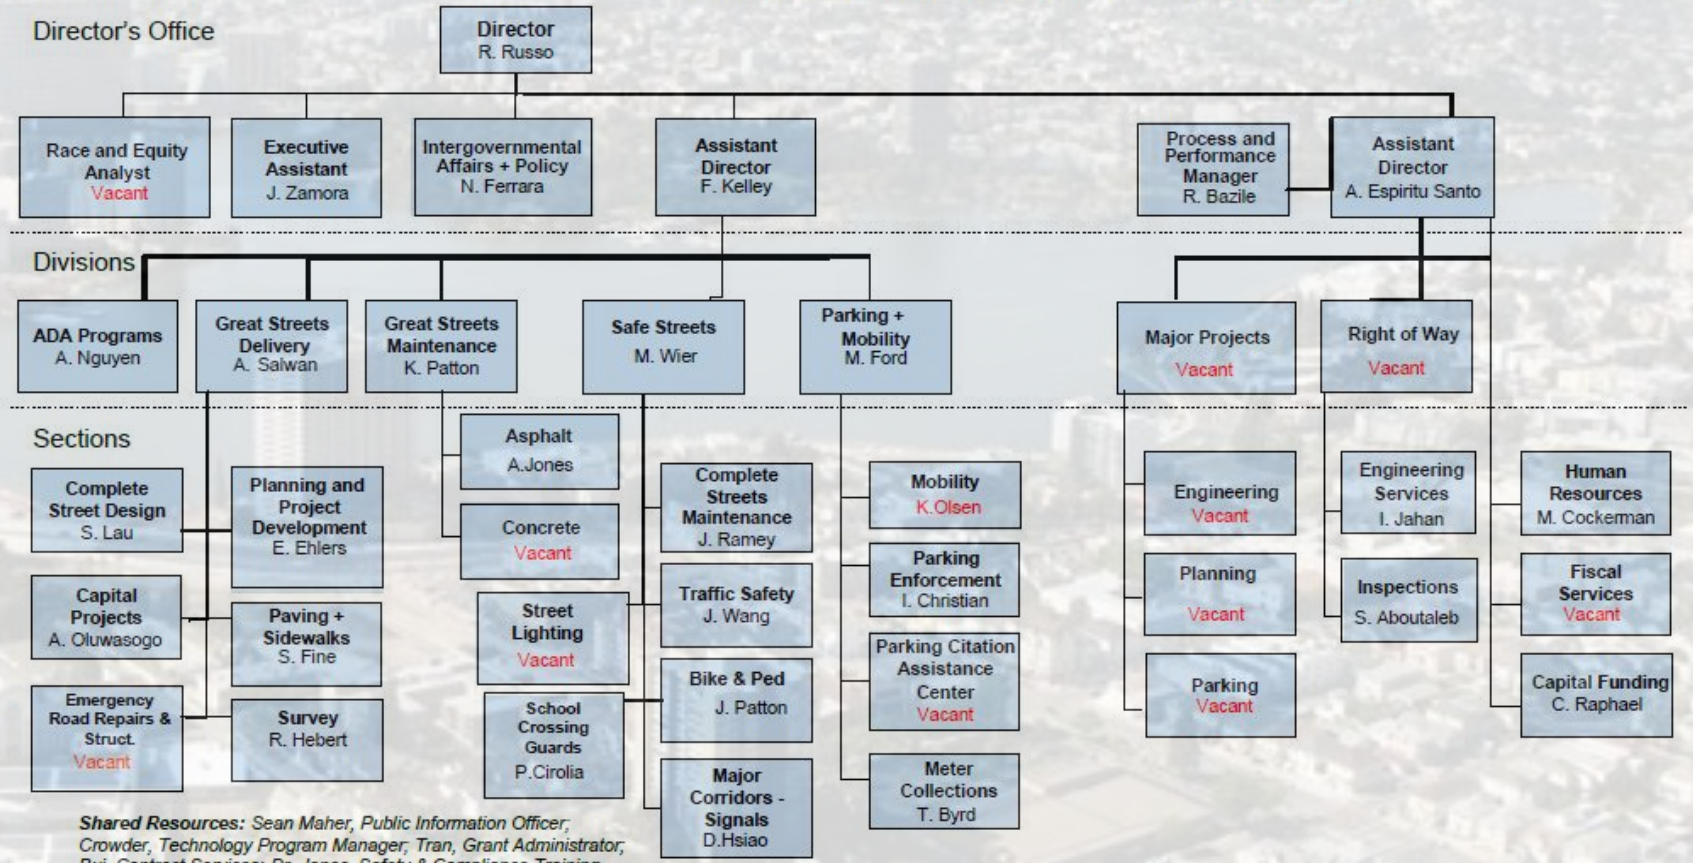 Director's Office
Director
R. Russo
Race and Equity
Analyst
Vacant
Executive
Assistant
J. Zamora
Intergovernmental
Affairs + Policy
N. Ferrara
Assistant
Director
F. Kelley
Process and
Performance
Manager
R. Bazile
Assistant
Director
A. Espiritu Santo
Divisions
ADA Programs
A. Nguyen
Great Streets
Delivery
A. Salwan
Great Streets
Maintenance
K. Patton
Safe Streets
M. Wier
Parking +
Mobility
M. Ford
Major Projects
Vacant
Right of Way
Vacant
Sections
Complete
Street Design
S. Lau
Planning and
Project
Development
E. Ehlers
Capital
Projects
A. Oluwasogo
Paving +
Sidewalks
S. Fine
Emergency
Road Repairs &
Struct.
Vacant
Survey
R. Hebert
Asphalt
A.Jones
Concrete
Vacant
Street
Lighting
Vacant
School
Crossing
Guards
P.Cirolia
Complete
Streets
Maintenance
J. Ramey
Traffic Safety
J. Wang
Bike & Ped
J. Patton
Major
Corridors -
Signals
D.Hsiao
Mobility
K.Olsen
Parking
Enforcement
I. Christian
Parking Citation
Assistance
Center
Vacant
Meter
Collections
T. Byrd
Engineering
Vacant
Planning
Vacant
Parking
Vacant
Engineering
Services
I. Jahan
Inspections
S. Aboutaleb
Human
Resources
M. Cockerman
Fiscal
Services
Vacant
Capital Funding
C. Raphael
Shared Resources: Sean Maher, Public Information Officer;
Crowder, Technology Program Manager; Tran, Grant Administrator;
Contract Services; Dr. Jones, Safety & Compliance Training